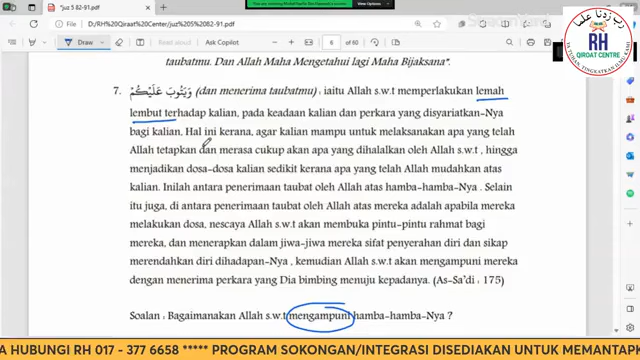 *juz 5 82-91.pdf
D:/RH%20Qiraat%20Center/juz%205%2082-91.pdf
Draw
6
of 60
taubatmu. Dan Allah Maha Mengetahui lagi Maha Bijaksana".
7. وَيَتُوبَ عَلَيْكُمْ (dan menerima taubatmu) : iaitu Allah s.w.t memperlakukan lemah
lembut terhadap kalian, pada keadaan kalian dan perkara yang disyariatkan-Nya
bagi kalian. Hal ini kerana, agar kalian mampu untuk melaksanakan apa yang telah
Allah tetapkan dan merasa cukup akan apa yang dihalalkan oleh Allah s.w.t , hingga
menjadikan dosa-dosa kalian sedikit kerana apa yang telah Allah mudahkan atas
kalian. Inilah antara penerimaan taubat oleh Allah atas hamba-hamba-Nya . Selain
itu juga, di antara penerimaan taubat oleh Allah atas mereka adalah apabila mereka
melakukan dosa, nescaya Allah s.w.t akan membuka pintu-pintu rahmat bagi
mereka, dan menerapkan dalam jiwa-jiwa mereka sifat penyerahan diri dan sikap
merendahkan diri dihadapan-Nya , kemudian Allah s.w.t akan mengampuni mereka
dengan menerima perkara yang Dia bimbing menuju kepadanya. (As-Sa'di : 175)
Soalan : Bagaimanakan Allah s.w.t mengampuni hamba-hamba-Nya ?
RH
QIROAT CENTRE
A HUBUNGI RH 017 - 377 6658 ***** PROGRAM SOKONGAN/INTEGRASI DISEDIAKAN UNTUK MEMANTAP